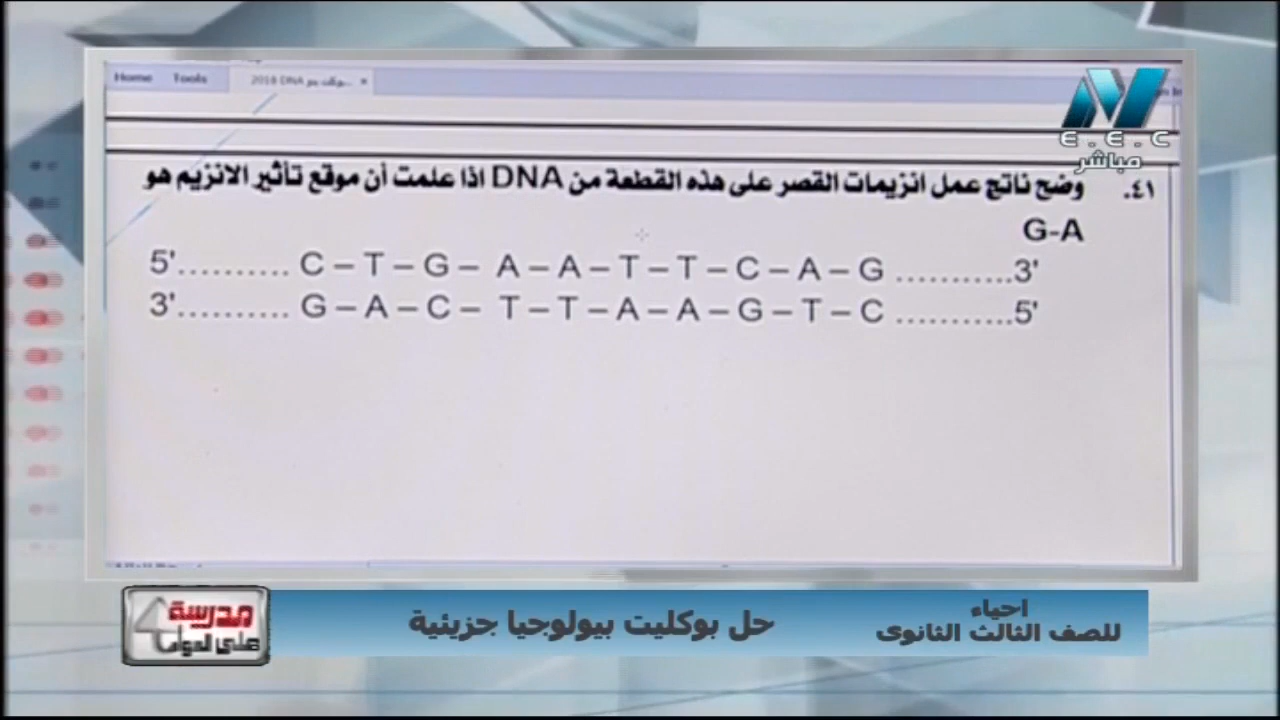 Home Tools
E.E.C
مباشر
٤١. وضح ناتج عمل انزيمات القصر على هذه القطعة من DNA اذا علمت أن موقع تأثير الانزيم هو
G-A
5'.......... C – T – G – A – A – T – T – C – A – G ...........3'
3'.......... G – A – C – T – T – A – A – G – T – C ...........5'
احياء
للصف الثالث الثانوى
حل بوكليت بيولوجيا جزيئية
مدرسة
على الهواء